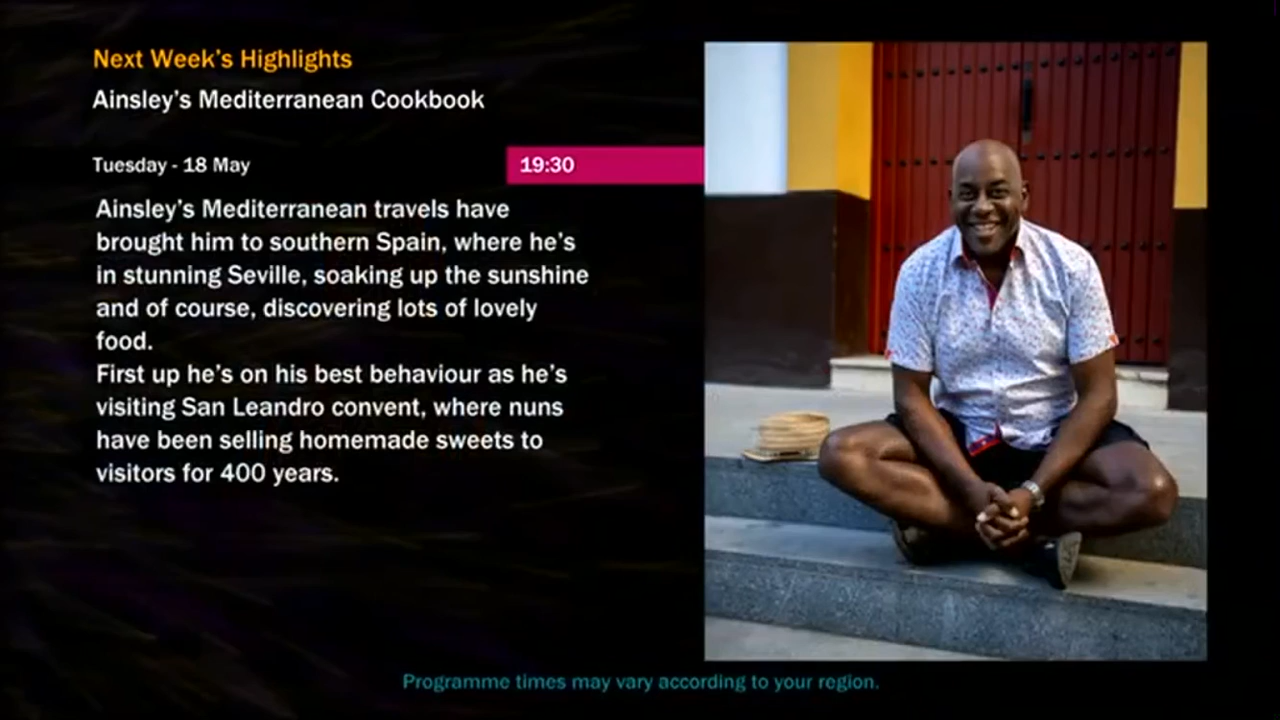 Next Week's Highlights
Ainsley's Mediterranean Cookbook
Tuesday - 18 May
19:30
Ainsley's Mediterranean travels have
brought him to southern Spain, where he's
in stunning Seville, soaking up the sunshine
and of course, discovering lots of lovely
food.
First up he's on his best behaviour as he's
visiting San Leandro convent, where nuns
have been selling homemade sweets to
visitors for 400 years.
Programme times may vary according to your region.